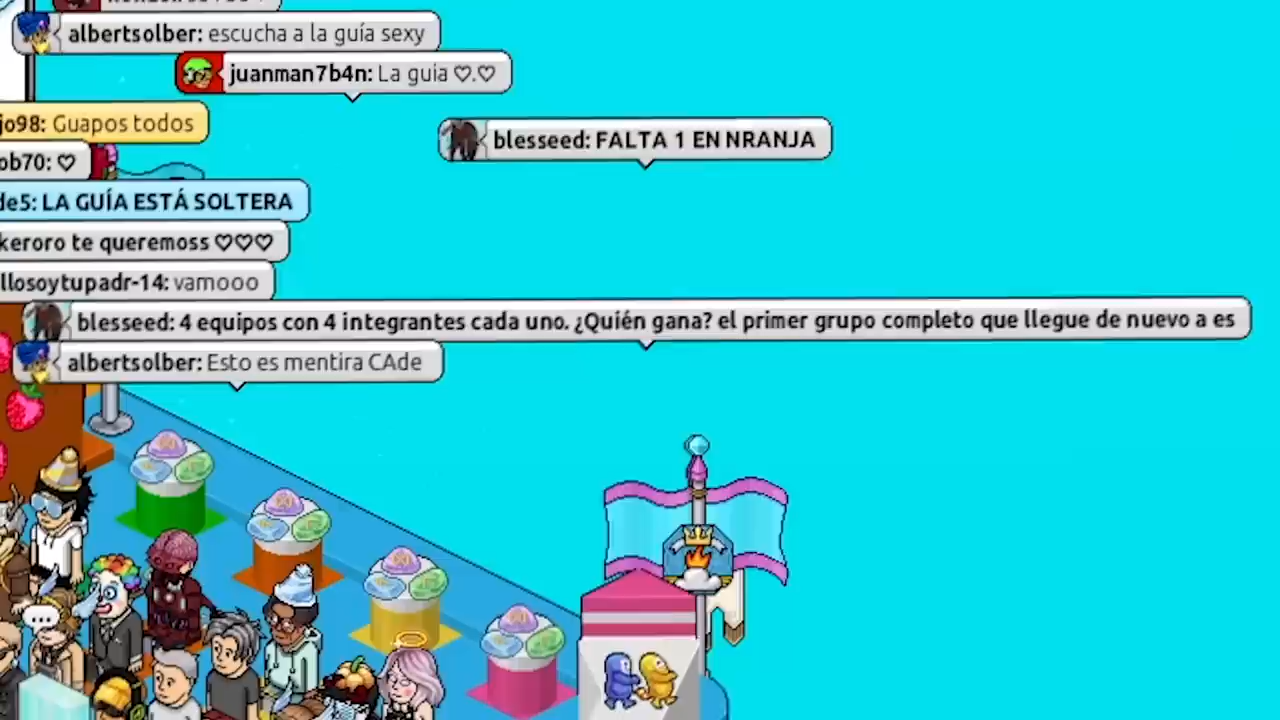 albertsolber: escucha a la guía sexy
juanman7b4n: La guia ♡.♡
jo98: Guapos todos
blesseed: FALTA 1 EN NRANJA
ob70: ♡
de5: LA GUÍA ESTÁ SOLTERA
keroro te queremoss ♡♡♡
llosoytupadr-14: vamooo
blesseed: 4 equipos con 4 integrantes cada uno. ¿Quién gana? el primer grupo completo que llegue de nuevo a es
albertsolber: Esto es mentira CAde